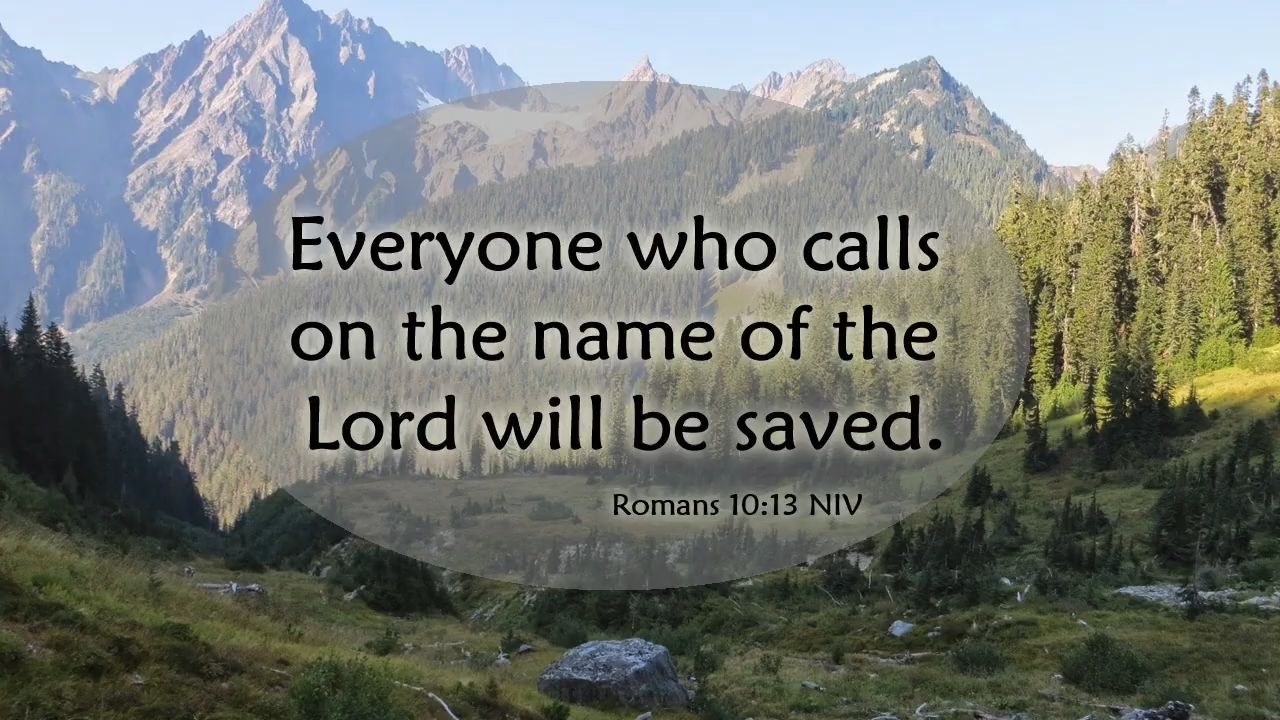 Everyone who calls
on the name of the
Lord will be saved.
Romans 10:13 NIV